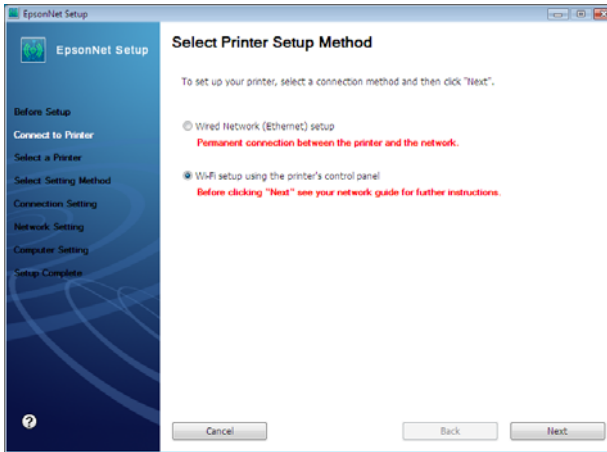 EpsonNet Setup
EpsonNet Setup
Select Printer Setup Method
To set up your printer, select a connection method and then click "Next".
Before Setup
Connect to Printer
Select a Printer
Select Setting Method
Connection Setting
Network Setting
Computer Setting
Setup Complete
Wired Network (Ethernet) setup
Permanent connection between the printer and the network.
Wi-Fi setup using the printer's control panel
Before clicking "Next" see your network guide for further instructions.
?
Cancel
Back
Next